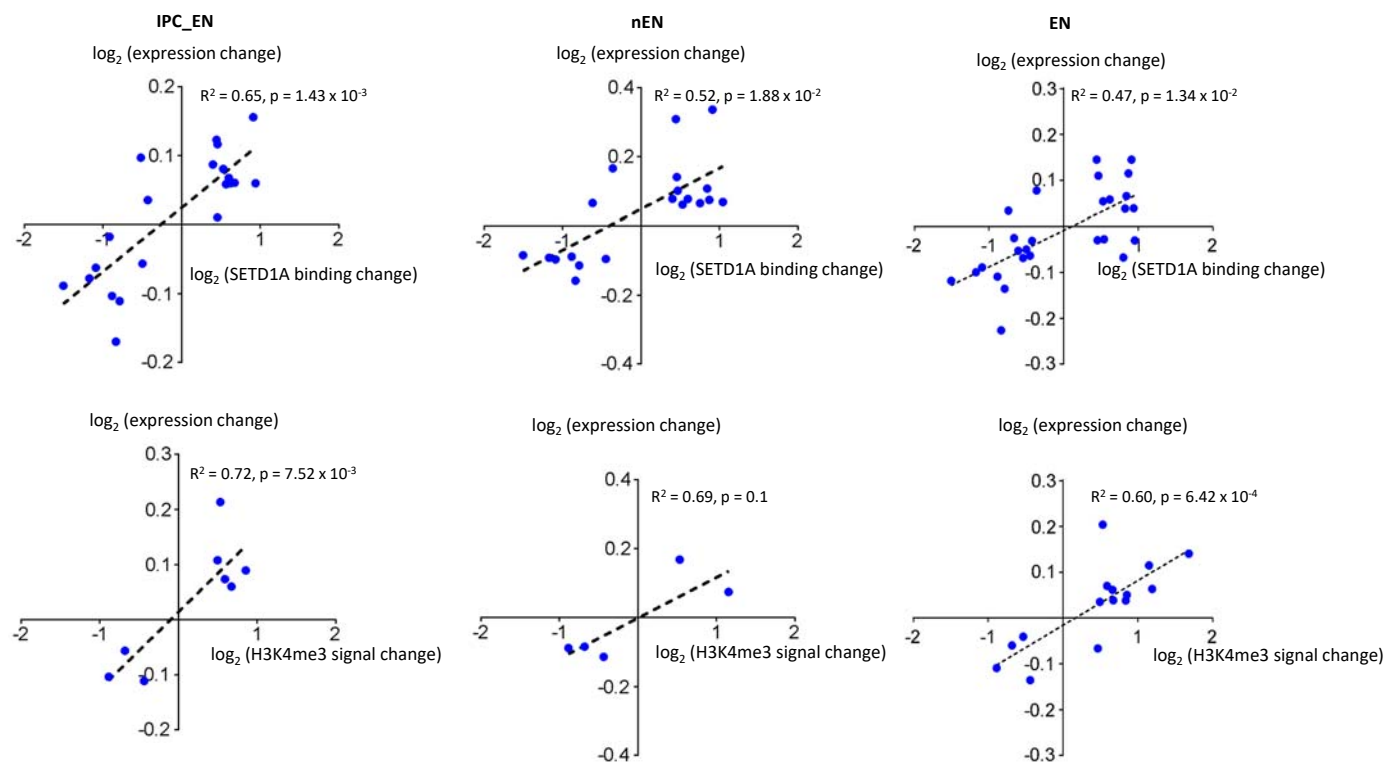 IPC_EN
log₂ (expression change)
R² = 0.65, p = 1.43 x 10⁻³
0.2
0.1
-0.1
-0.2
-2
-1
1
2
log₂ (SETD1A binding change)
nEN
log₂ (expression change)
R² = 0.52, p = 1.88 x 10⁻²
0.4
0.2
-0.2
-0.4
-2
-1
1
2
log₂ (SETD1A binding change)
EN
log₂ (expression change)
R² = 0.47, p = 1.34 x 10⁻²
0.3
0.2
0.1
-0.1
-0.2
-0.3
-2
-1
1
2
log₂ (SETD1A binding change)
log₂ (expression change)
R² = 0.72, p = 7.52 x 10⁻³
0.3
0.2
0.1
-0.1
-0.2
-2
-1
1
2
log₂ (H3K4me3 signal change)
log₂ (expression change)
R² = 0.69, p = 0.1
0.4
0.2
-0.2
-0.4
-2
-1
1
2
log₂ (H3K4me3 signal change)
log₂ (expression change)
R² = 0.60, p = 6.42 x 10⁻⁴
0.3
0.2
0.1
-0.1
-0.2
-0.3
-2
-1
1
2
log₂ (H3K4me3 signal change)